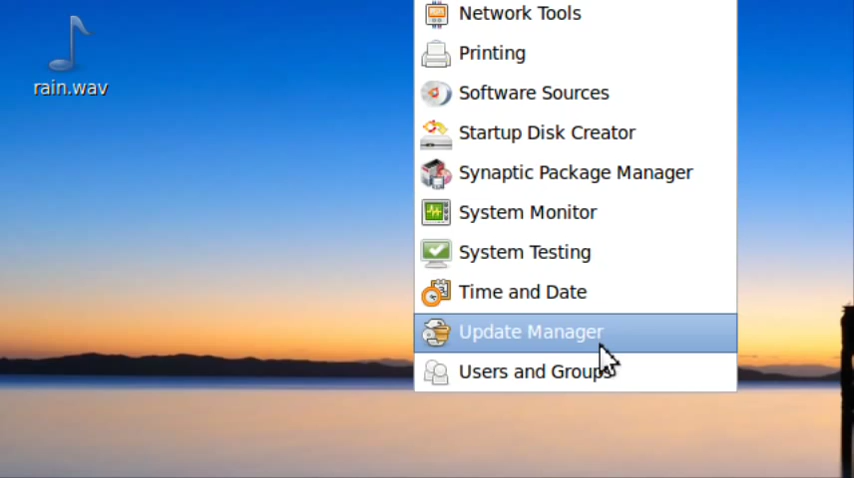 rain.wav
Network Tools
Printing
Software Sources
Startup Disk Creator
Synaptic Package Manager
System Monitor
System Testing
Time and Date
Update Manager
Users and Groups